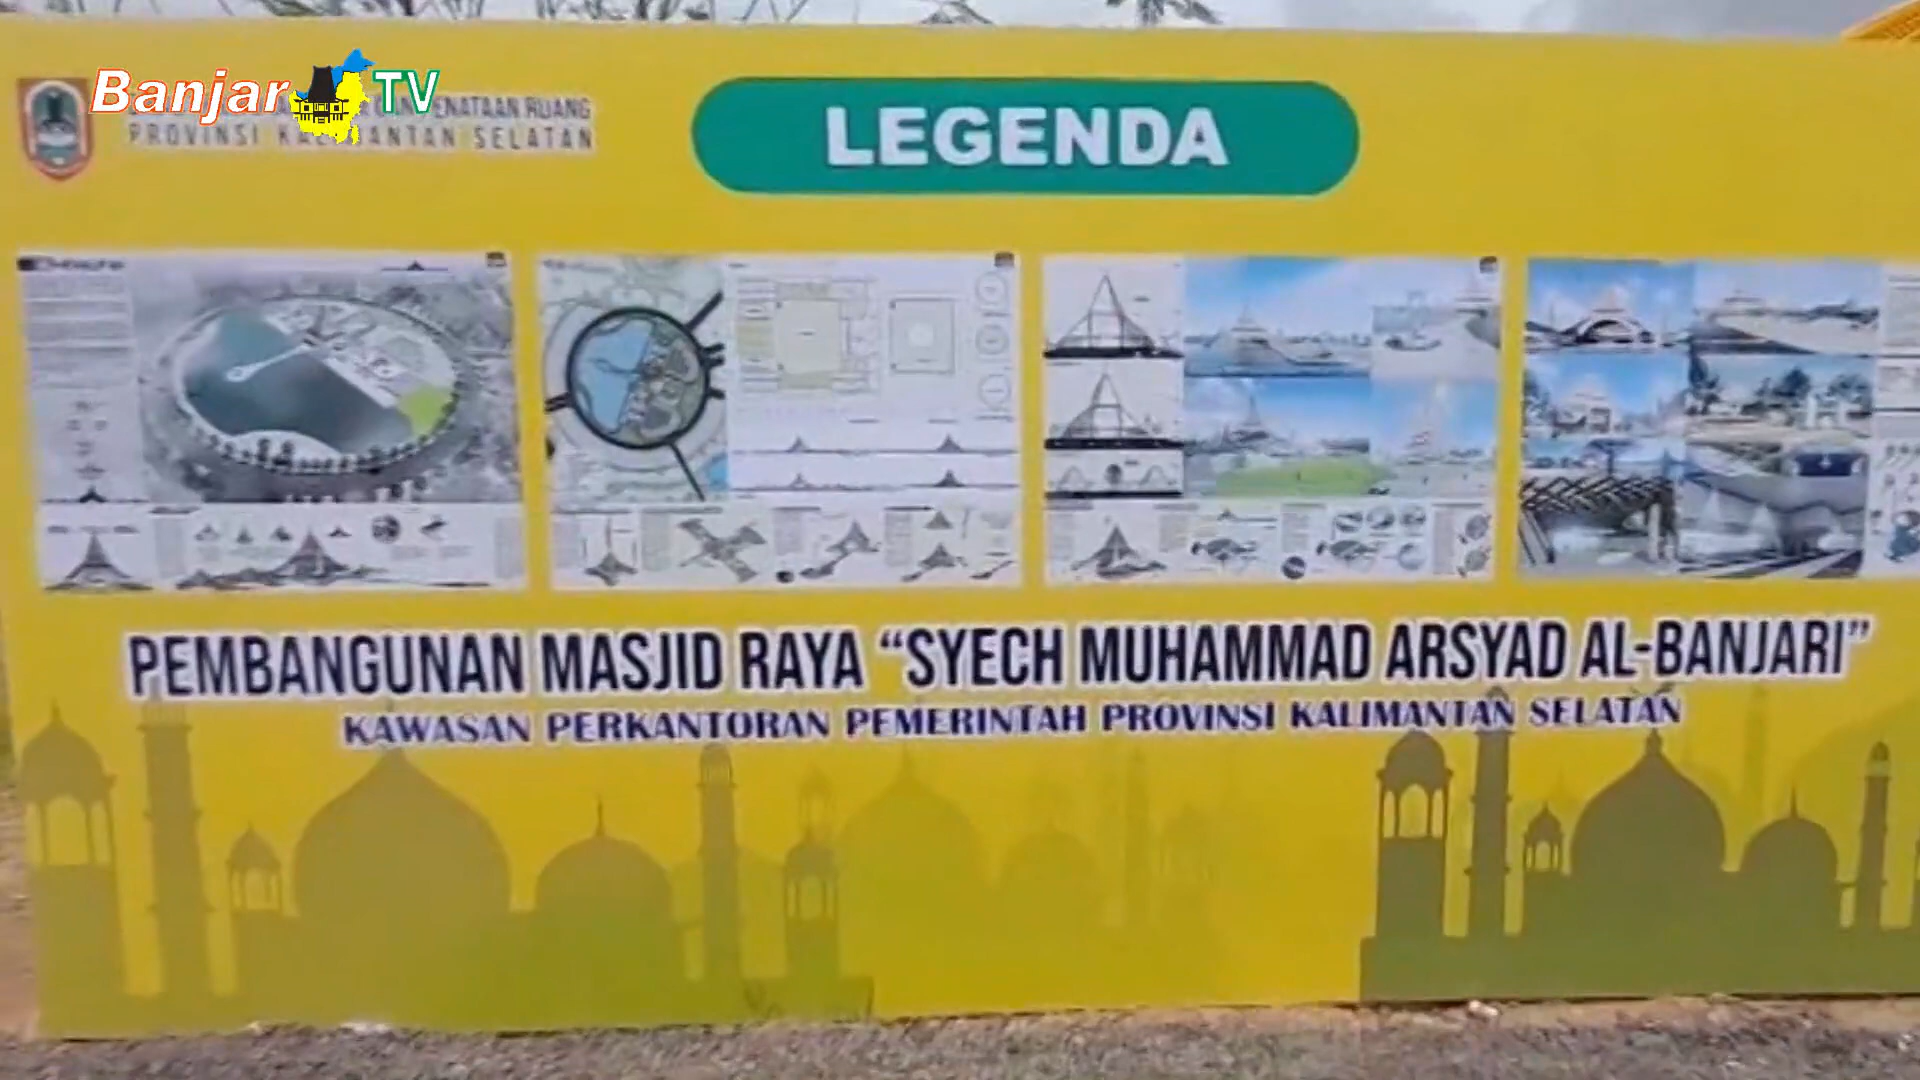 Banjar TV
PENATAAN RUANG
PROVINSI KALIMANTAN SELATAN
LEGENDA
PEMBANGUNAN MASJID RAYA “SYECH MUHAMMAD ARSYAD AL-BANJARI”
KAWASAN PERKANTORAN PEMERINTAH PROVINSI KALIMANTAN SELATAN